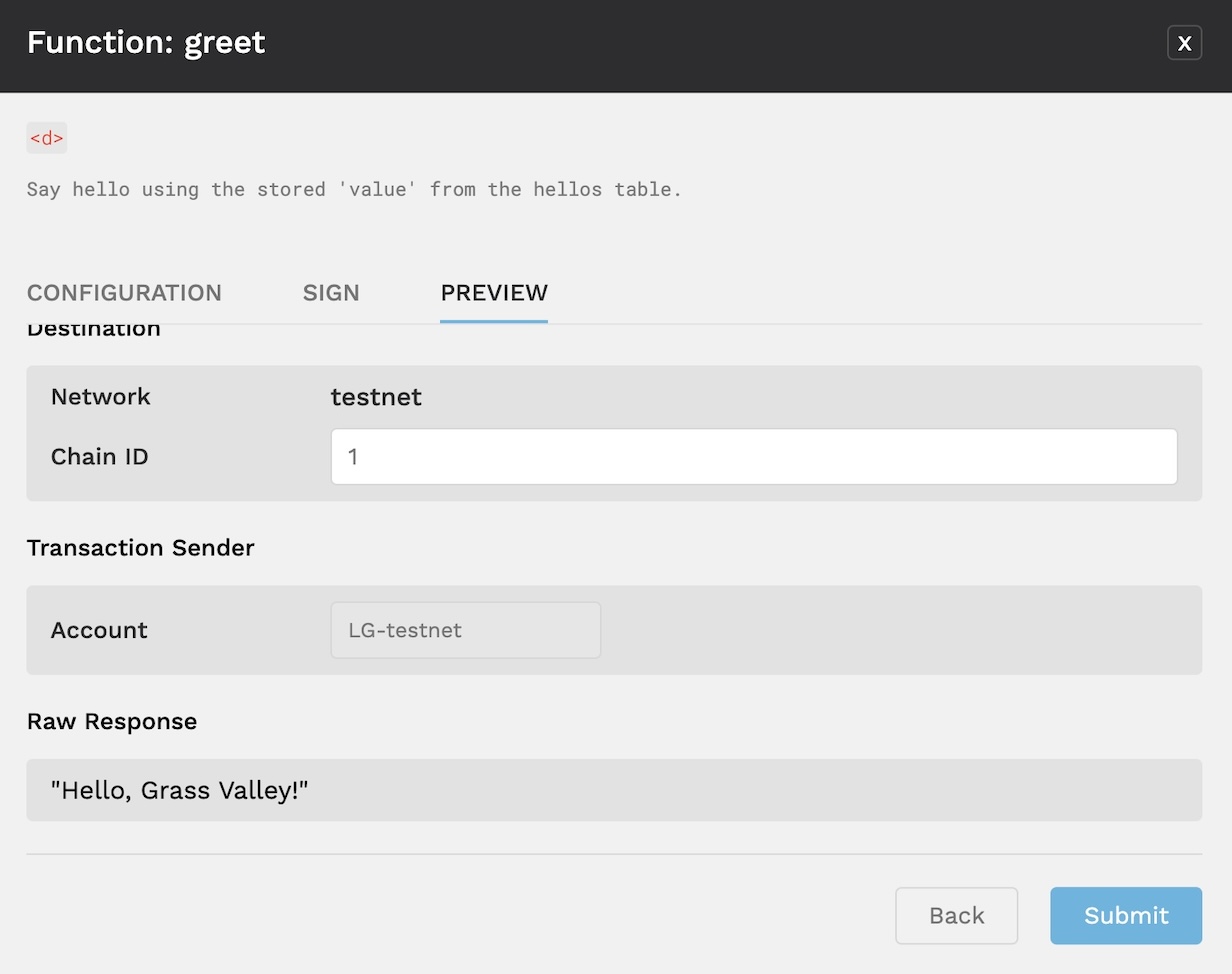 Function: greet
X
<d>
Say hello using the stored 'value' from the hellos table.
CONFIGURATION SIGN PREVIEW
Destination
Network testnet
Chain ID 1
Transaction Sender
Account LG-testnet
Raw Response
"Hello, Grass Valley!"
Back Submit